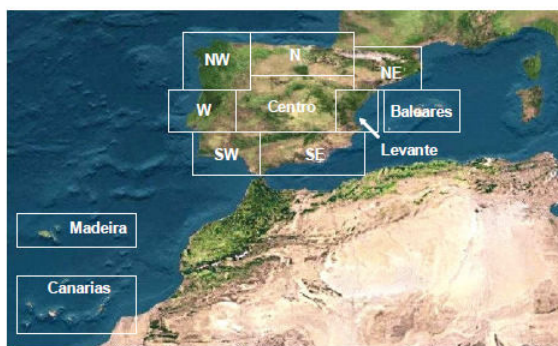 NW
N
NE
W
Centro
Baleares
Levante
SW
SE
Madeira
Canarias